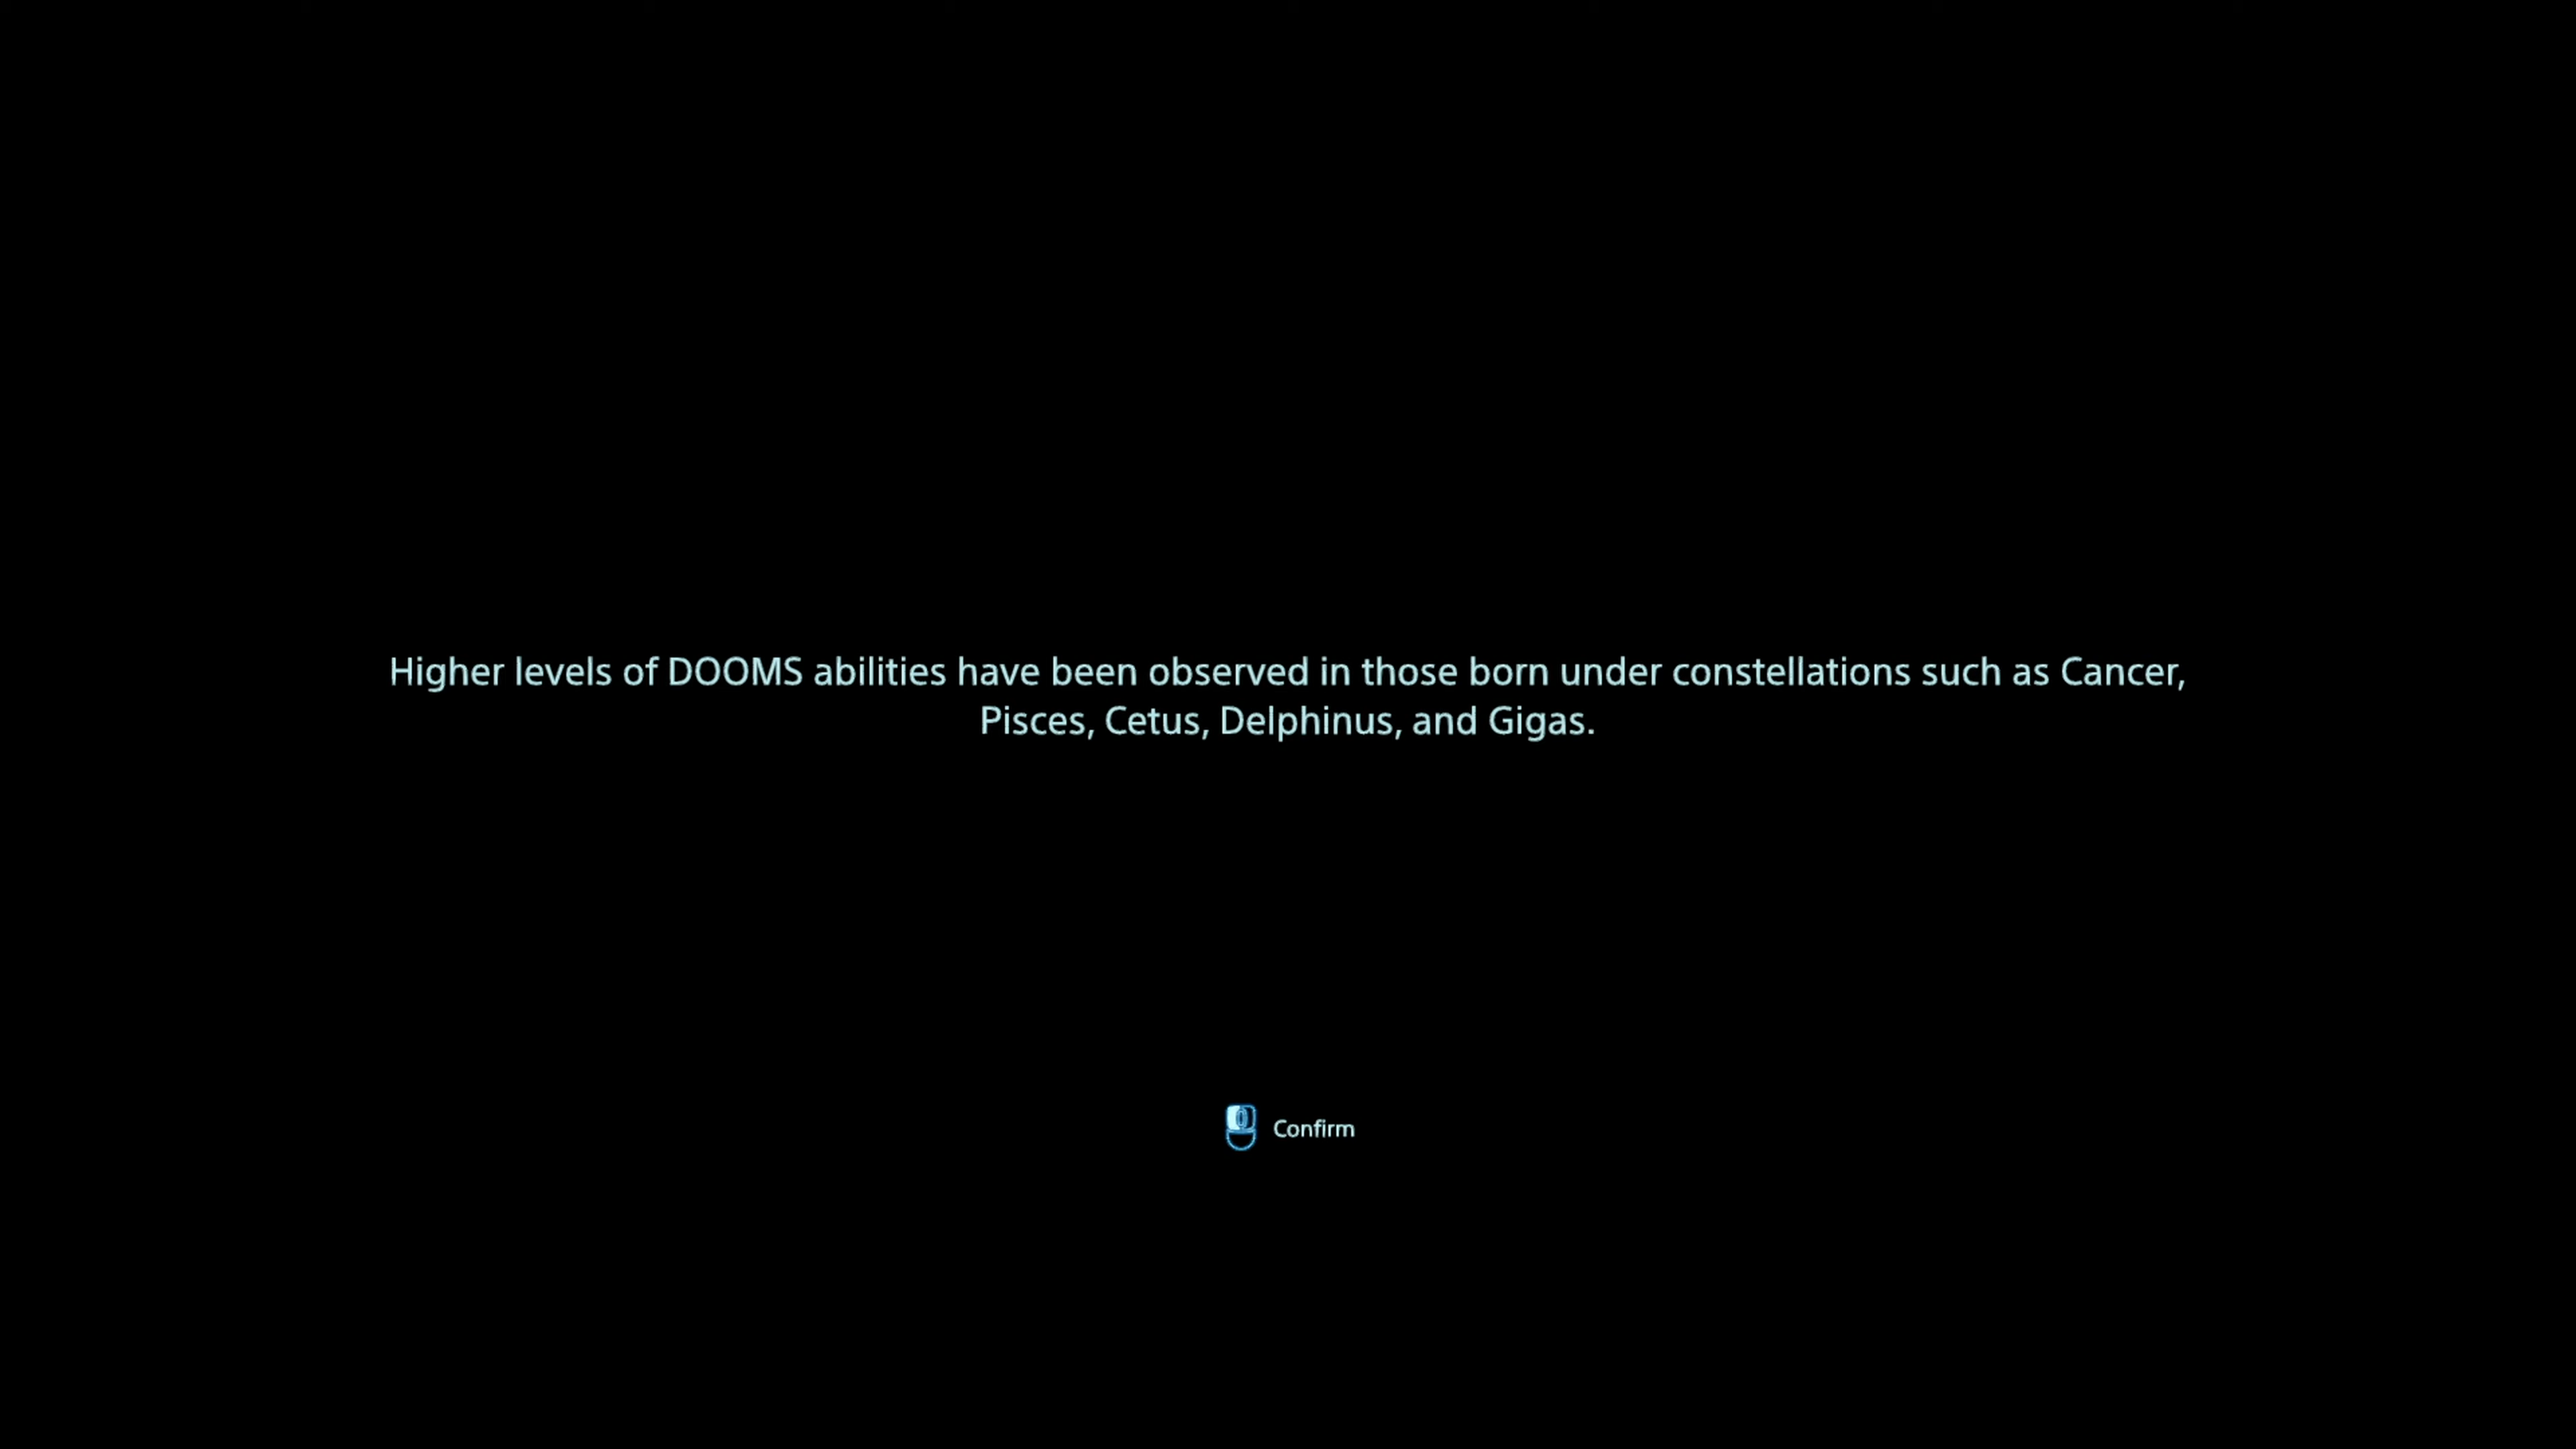 Higher levels of DOOMS abilities have been observed in those born under constellations such as Cancer,
Pisces, Cetus, Delphinus, and Gigas.
Confirm